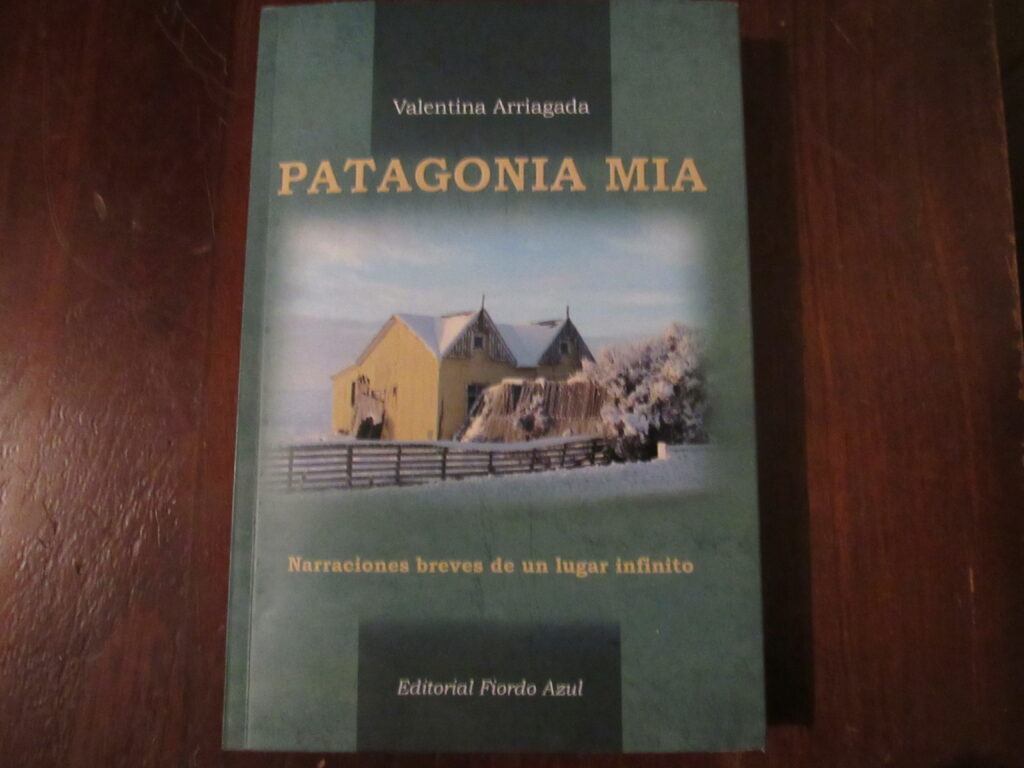 Valentina Arriagada
PATAGONIA MIA
Narraciones breves de un lugar infinito
Editorial Fiordo Azul